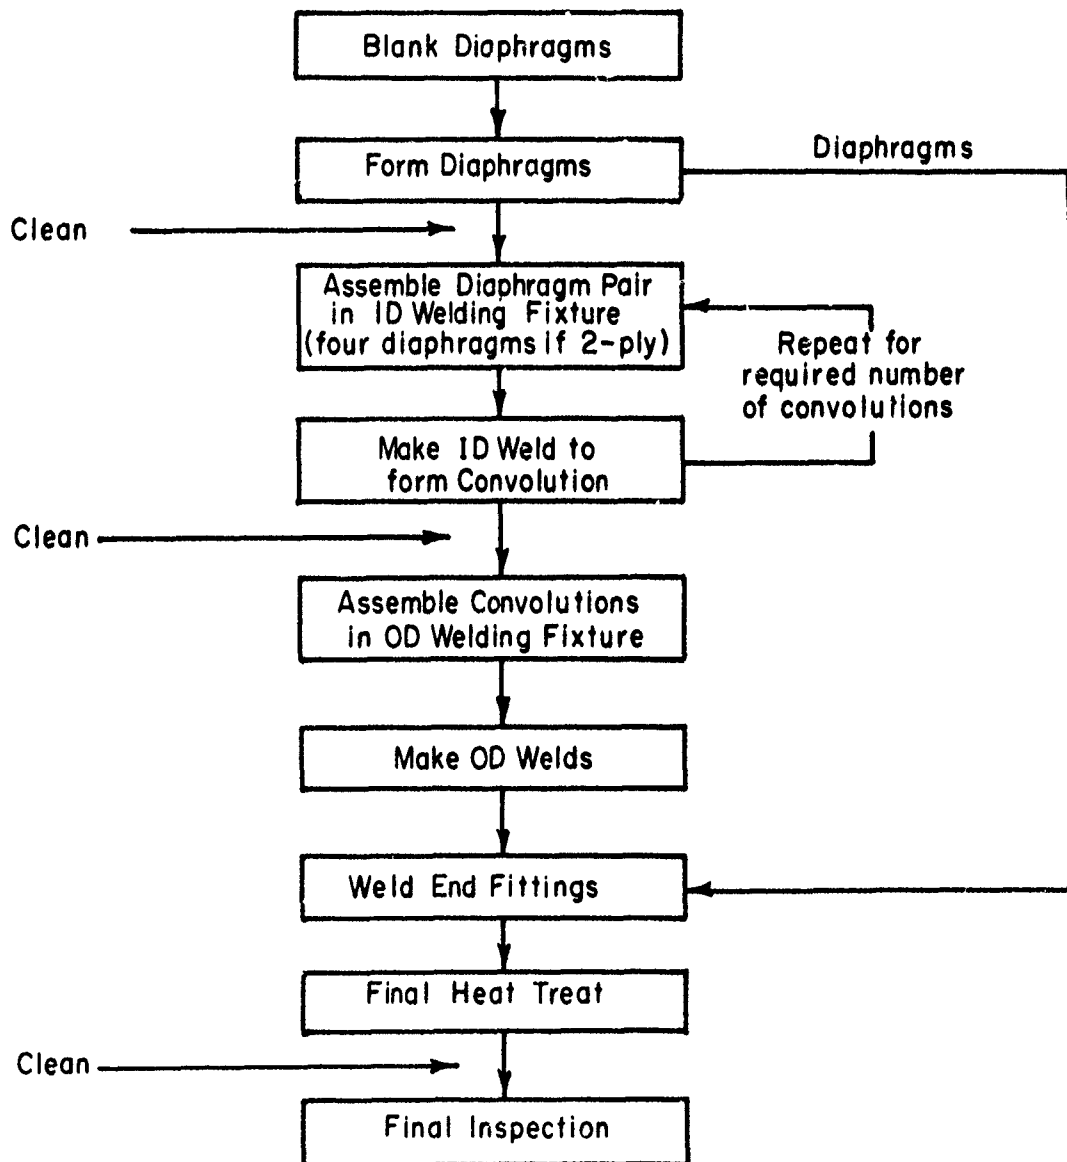 Blank Diaphragms
Form Diaphragms
Diaphragms
Clean
Assemble Diaphragm Pair
in ID Welding Fixture
(four diaphragms if 2-ply)
Repeat for
required number
of convolutions
Make ID Weld to
form Convolution
Clean
Assemble Convolutions
in OD Welding Fixture
Make OD Welds
Weld End Fittings
Final Heat Treat
Clean
Final Inspection